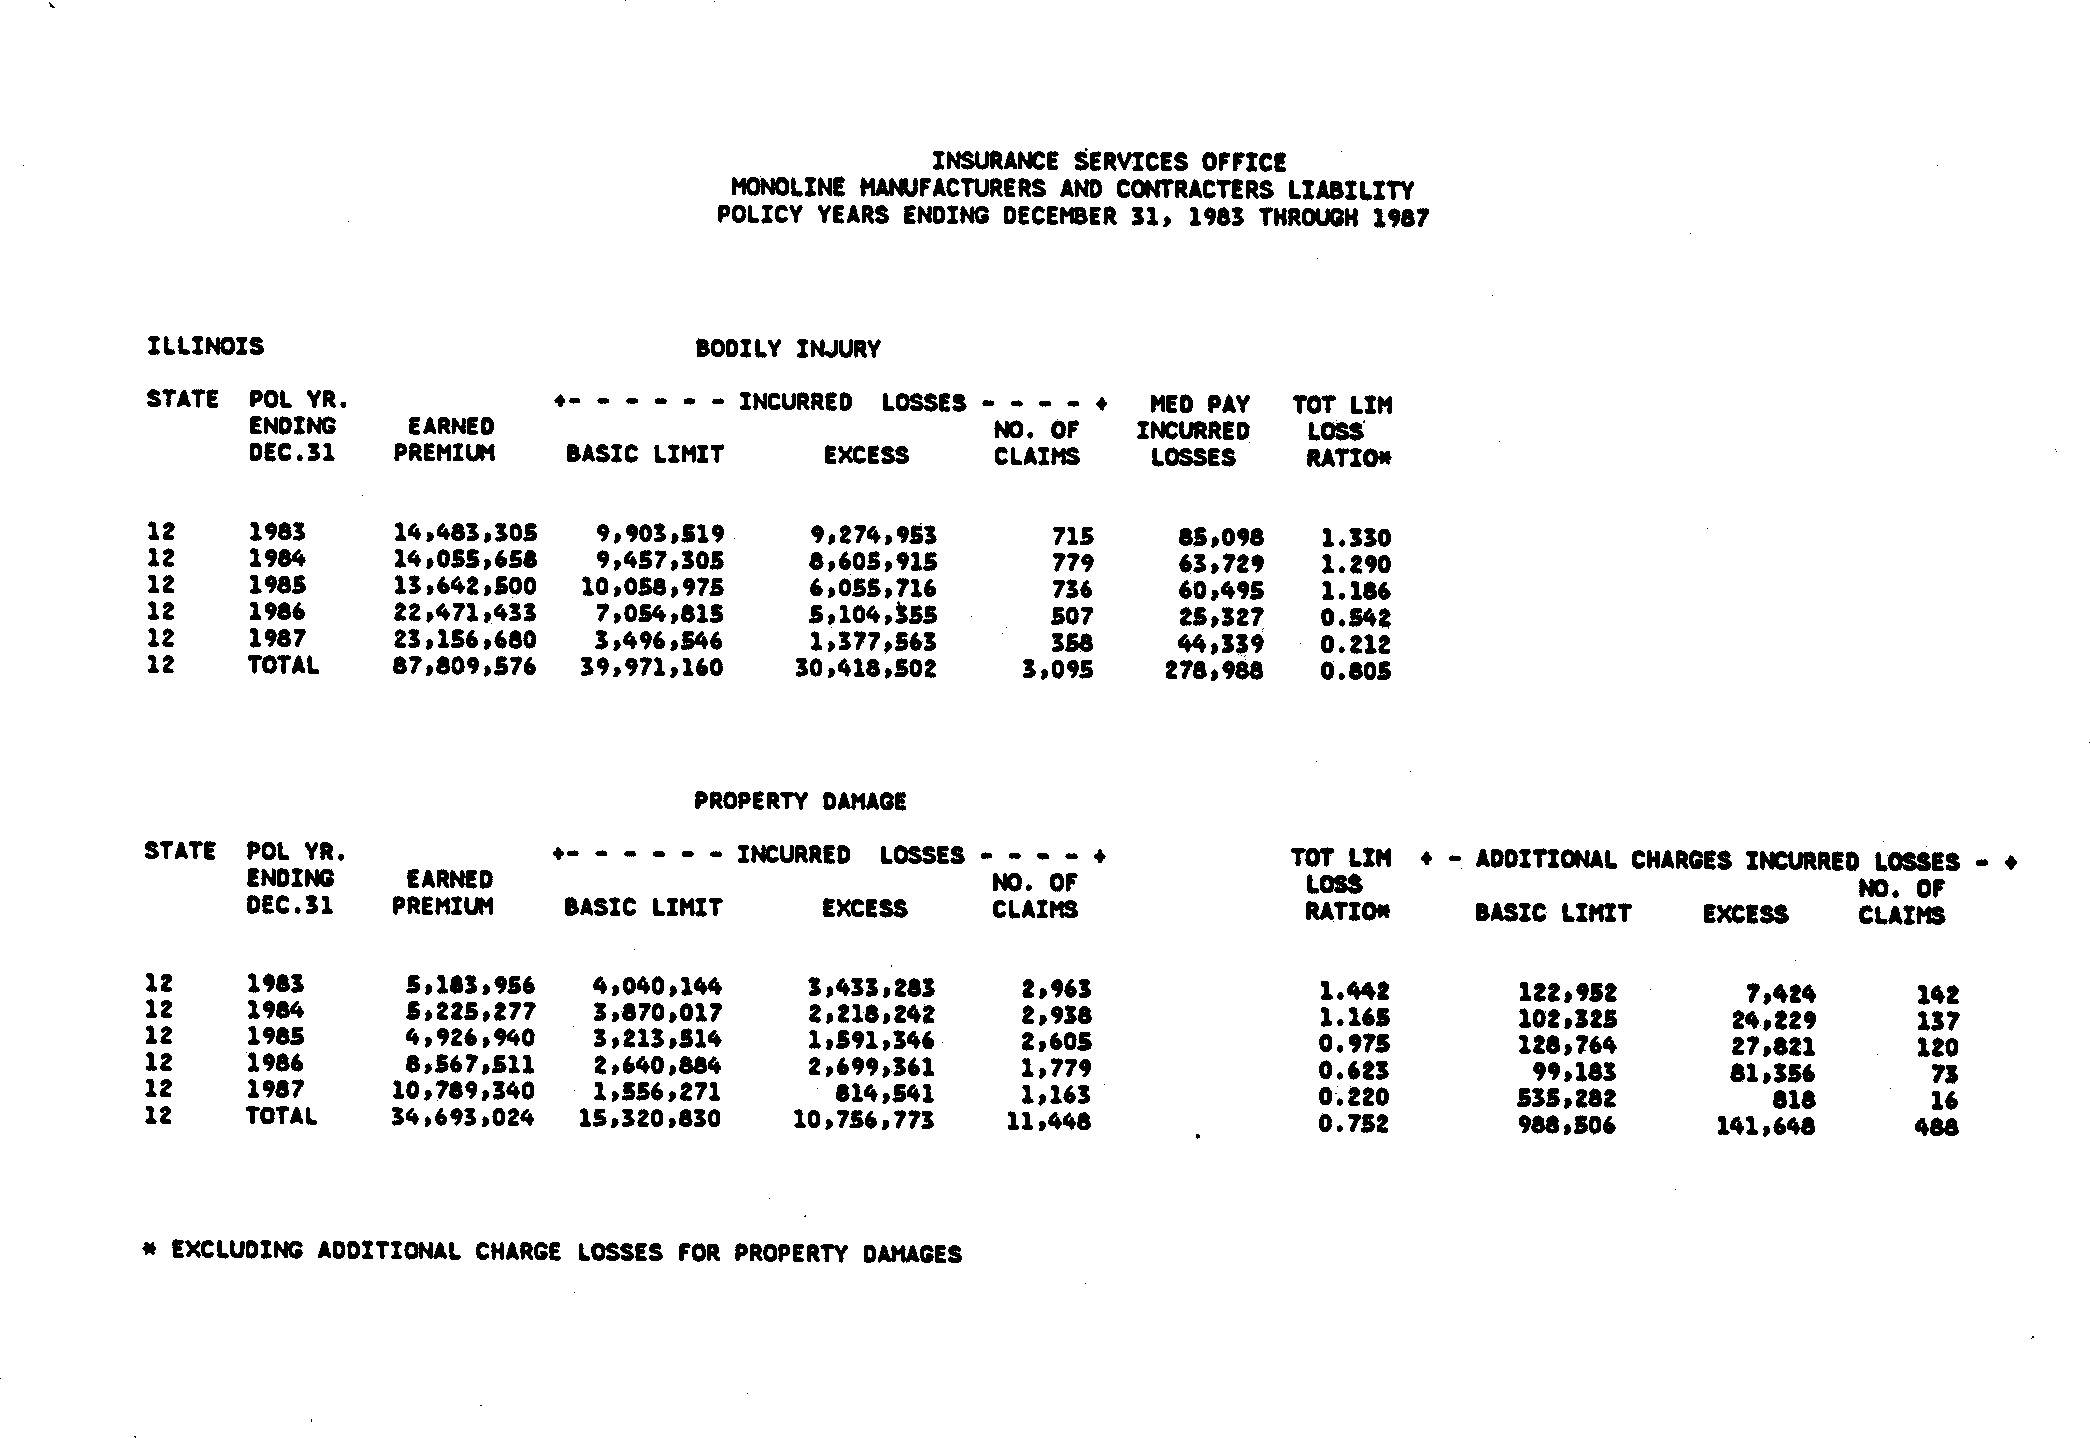 INSURANCE SERVICES OFFICE
MONOLINE MANUFACTURERS AND CONTRACTERS LIABILITY
POLICY YEARS ENDING DECEMBER 31, 1983 THROUGH 1987
ILLINOIS BODILY INJURY
STATE POL YR. +- - - - - - INCURRED LOSSES - - - - + MED PAY TOT LIM
ENDING EARNED NO. OF INCURRED LOSS
DEC.31 PREMIUM BASIC LIMIT EXCESS CLAIMS LOSSES RATIO*
12 1983 14,483,305 9,903,519 9,274,953 715 85,098 1.330
12 1984 14,055,658 9,457,305 8,605,915 779 63,729 1.290
12 1985 13,642,500 10,058,975 6,055,716 736 60,495 1.186
12 1986 22,471,433 7,054,815 5,104,355 507 25,327 0.542
12 1987 23,156,680 3,496,546 1,377,563 358 44,339 0.212
12 TOTAL 87,809,576 39,971,160 30,418,502 3,095 278,988 0.805
PROPERTY DAMAGE
STATE POL YR. +- - - - - - INCURRED LOSSES - - - - + TOT LIM + - ADDITIONAL CHARGES INCURRED LOSSES - +
ENDING EARNED NO. OF LOSS NO. OF
DEC.31 PREMIUM BASIC LIMIT EXCESS CLAIMS RATIO* BASIC LIMIT EXCESS CLAIMS
12 1983 5,183,956 4,040,144 3,433,283 2,963 1.442 122,952 7,424 142
12 1984 5,225,277 3,870,017 2,218,242 2,938 1.165 102,325 24,229 137
12 1985 4,926,940 3,213,514 1,591,346 2,605 0.975 128,764 27,821 120
12 1986 8,567,511 2,640,884 2,699,361 1,779 0.623 99,183 81,356 73
12 1987 10,789,340 1,556,271 814,541 1,163 0.220 535,282 818 16
12 TOTAL 34,693,024 15,320,830 10,756,773 11,448 0.752 988,506 141,648 488
* EXCLUDING ADDITIONAL CHARGE LOSSES FOR PROPERTY DAMAGES